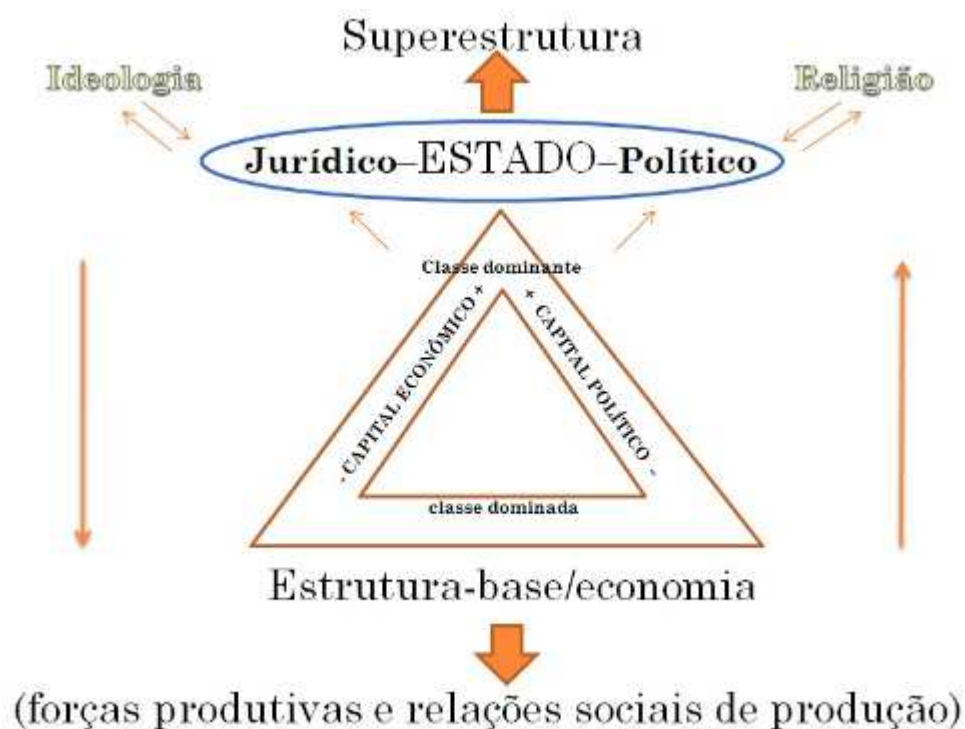 Superestrutura
Ideologia
Religião
Jurídico–ESTADO–Político
Classe dominante
- CAPITAL ECONÓMICO +
+ CAPITAL POLÍTICO -
classe dominada
Estrutura-base/economia
(forças produtivas e relações sociais de produção)